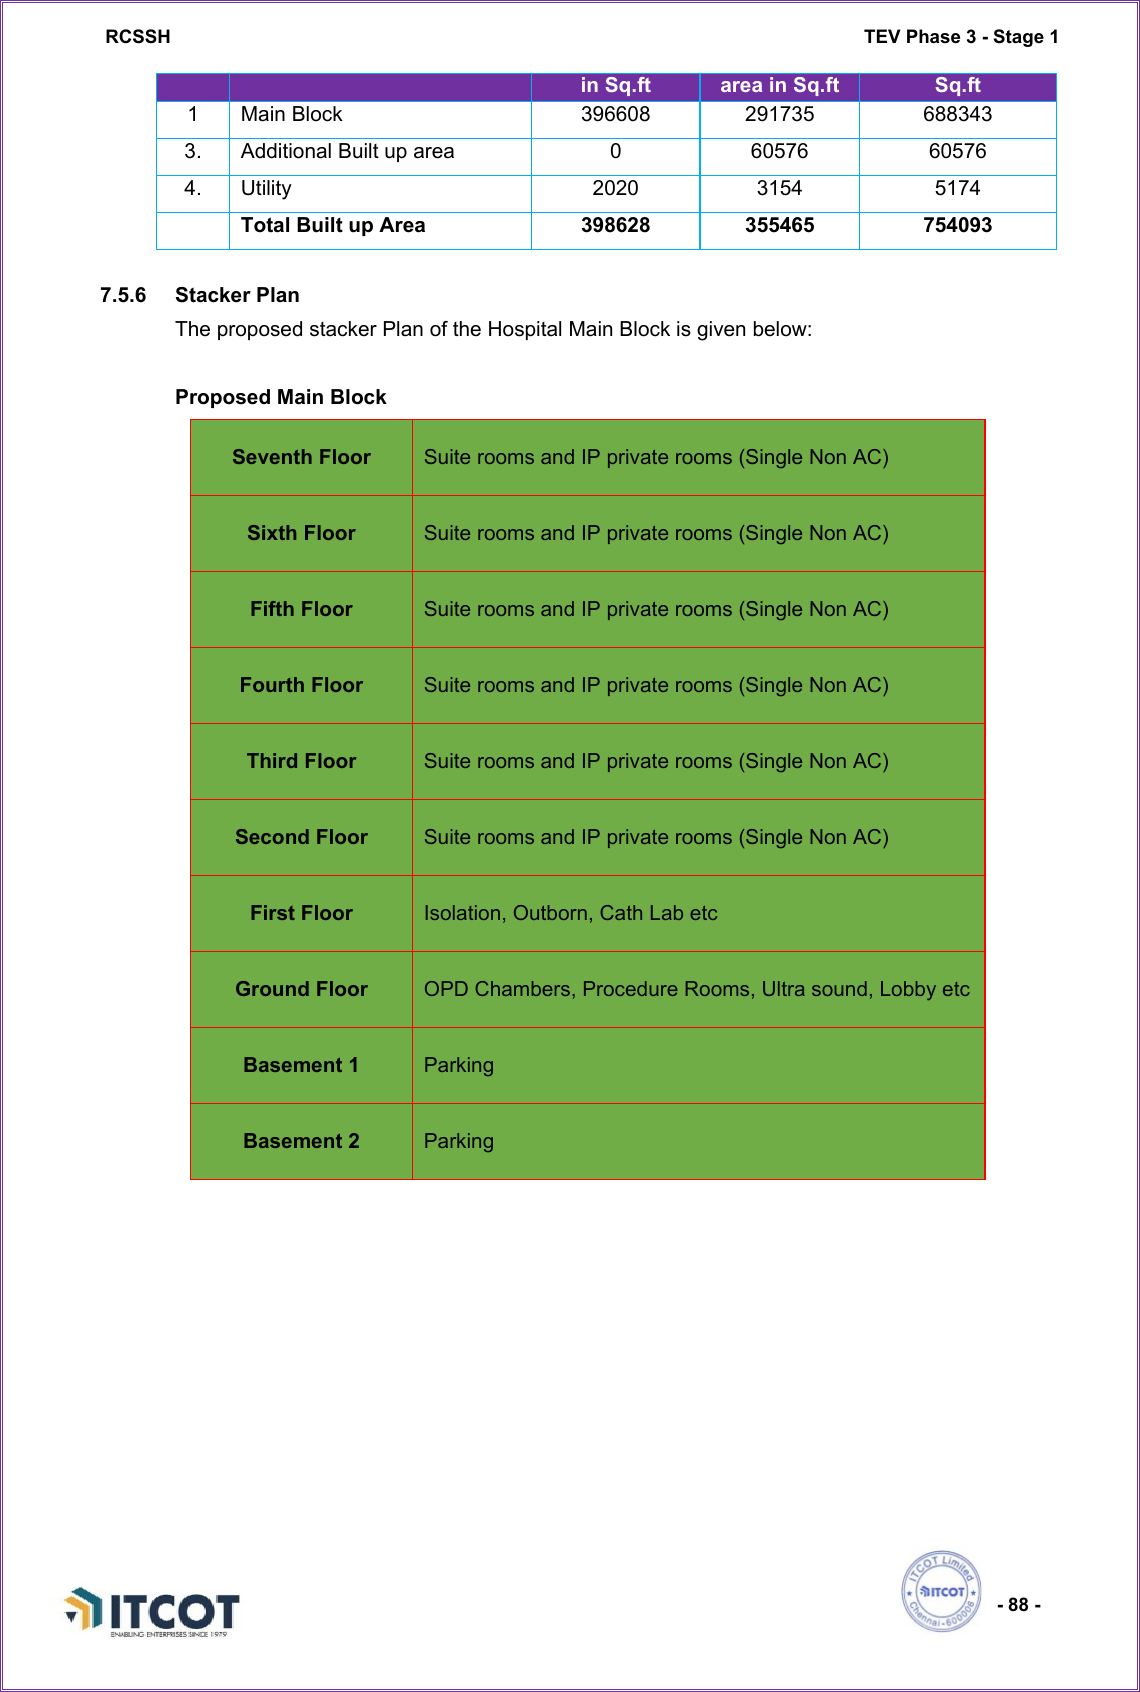 RCSSH TEV Phase 3 - Stage 1
in Sq.ft area in Sq.ft Sq.ft
1 Main Block 396608 291735 688343
3. Additional Built up area 0 60576 60576
4. Utility 2020 3154 5174
Total Built up Area 398628 355465 754093
7.5.6 Stacker Plan
The proposed stacker Plan of the Hospital Main Block is given below:
Proposed Main Block
Seventh Floor Suite rooms and IP private rooms (Single Non AC)
Sixth Floor Suite rooms and IP private rooms (Single Non AC)
Fifth Floor Suite rooms and IP private rooms (Single Non AC)
Fourth Floor Suite rooms and IP private rooms (Single Non AC)
Third Floor Suite rooms and IP private rooms (Single Non AC)
Second Floor Suite rooms and IP private rooms (Single Non AC)
First Floor Isolation, Outborn, Cath Lab etc
Ground Floor OPD Chambers, Procedure Rooms, Ultra sound, Lobby etc
Basement 1 Parking
Basement 2 Parking
ITCOT
ENABLING ENTERPRISES SINCE 1979
ITCOT Limited
ITCOT
Chennai-600006
- 88 -